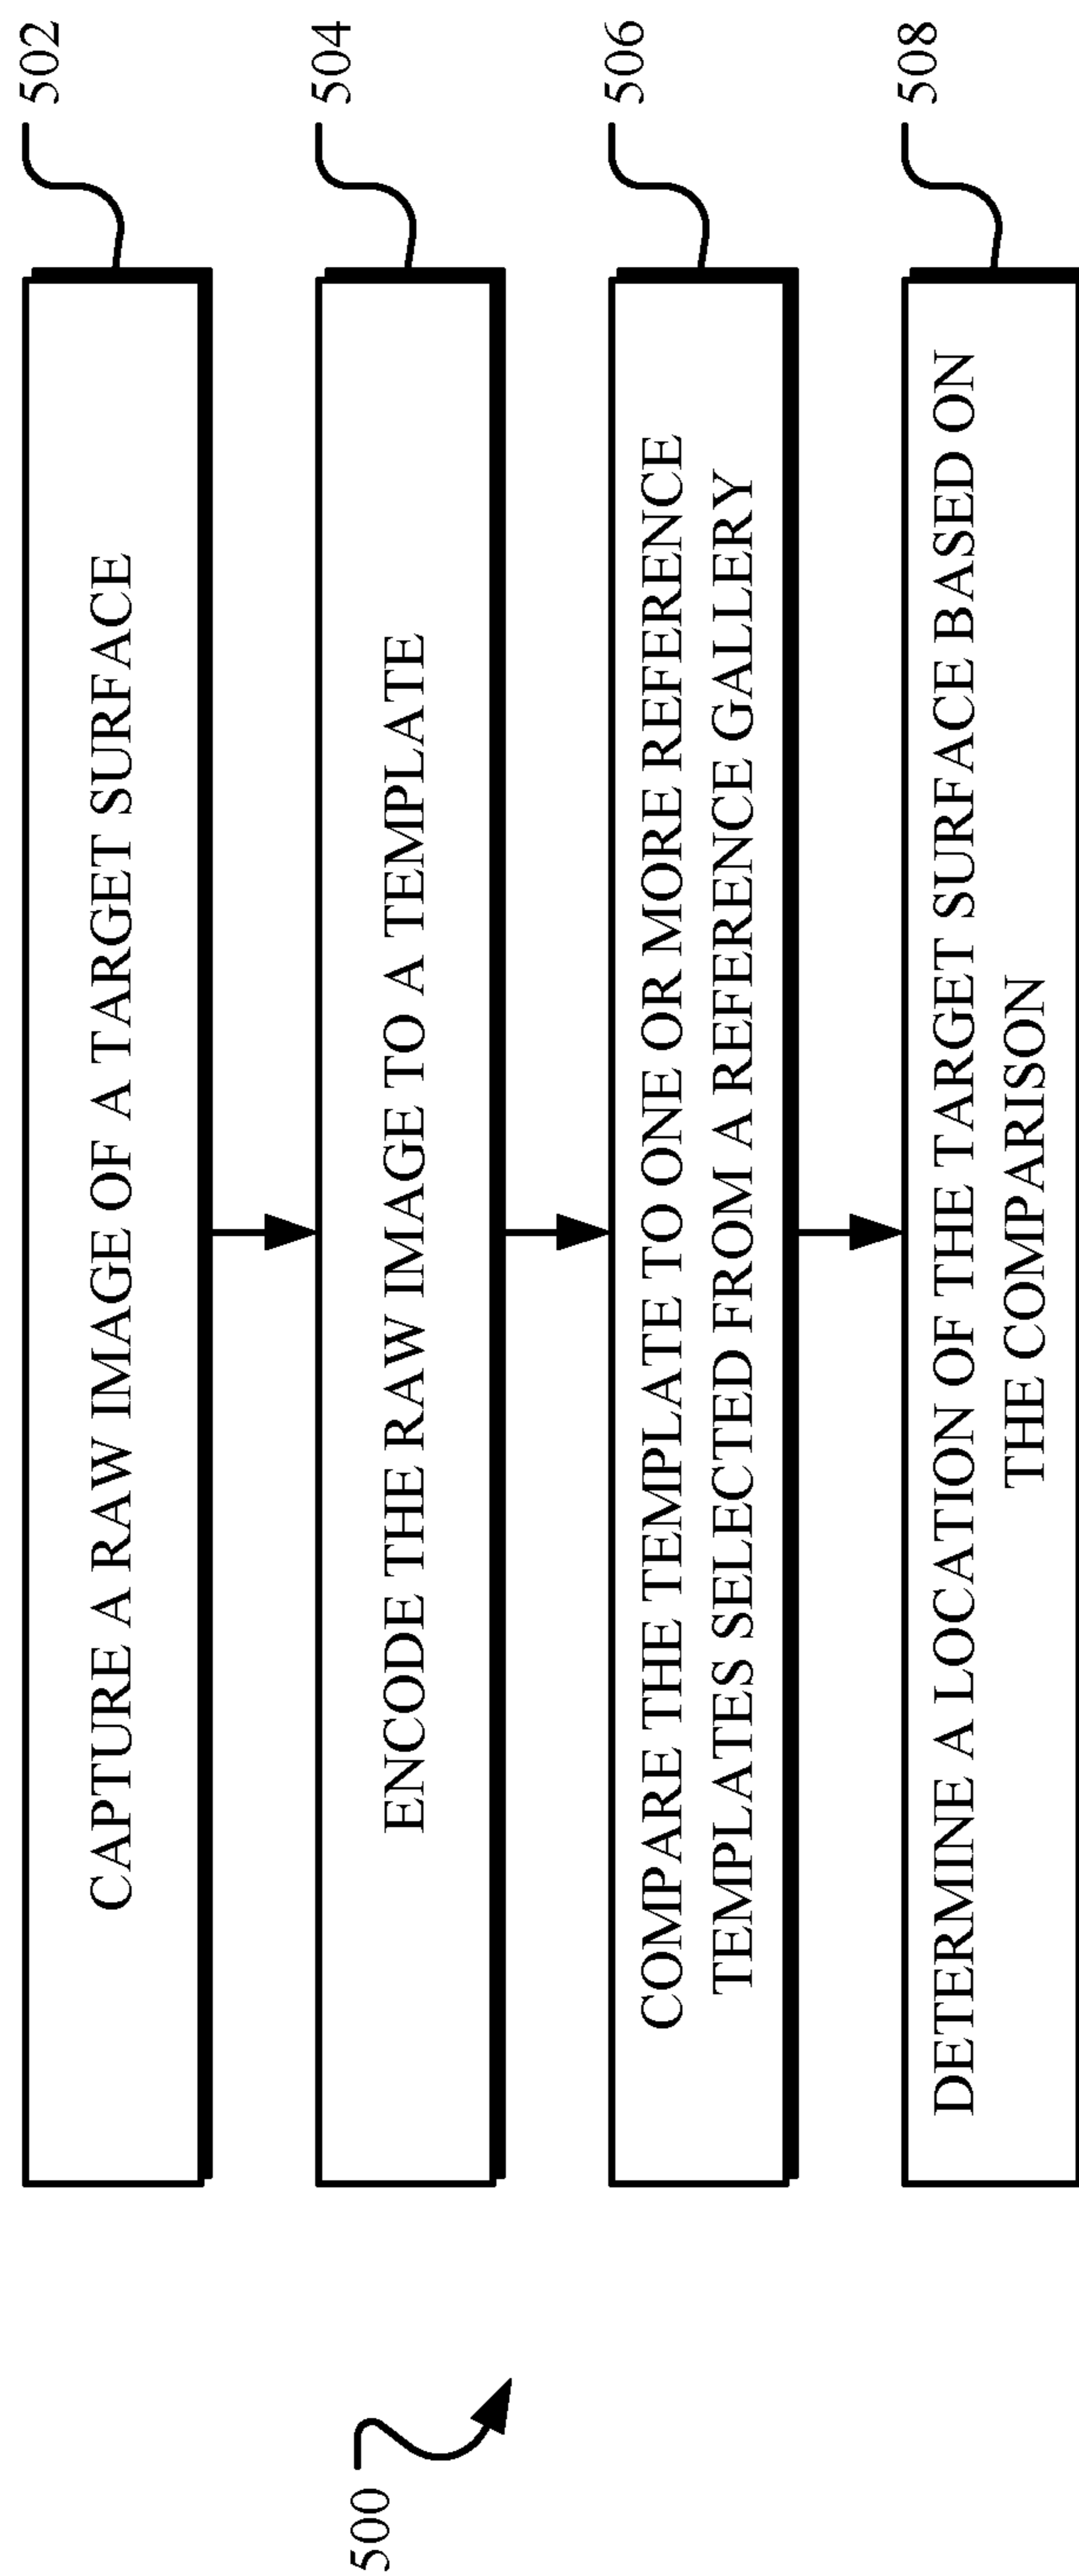 500
CAPTURE A RAW IMAGE OF A TARGET SURFACE
502
ENCODE THE RAW IMAGE TO A TEMPLATE
504
COMPARE THE TEMPLATE TO ONE OR MORE REFERENCE
TEMPLATES SELECTED FROM A REFERENCE GALLERY
506
DETERMINE A LOCATION OF THE TARGET SURFACE BASED ON
THE COMPARISON
508